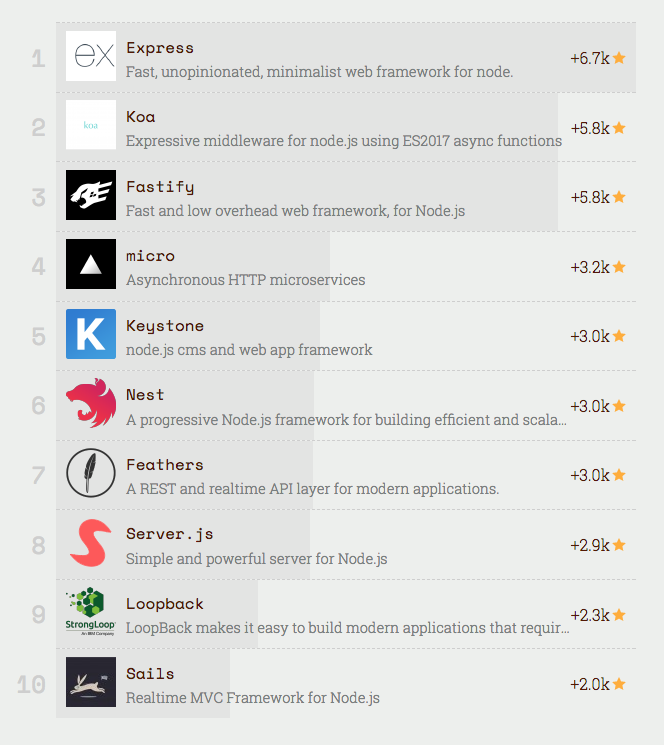 1
ex
Express
Fast, unopinionated, minimalist web framework for node.
+6.7k
2
koa
Koa
Expressive middleware for node.js using ES2017 async functions
+5.8k
3
Fastify
Fast and low overhead web framework, for Node.js
+5.8k
4
micro
Asynchronous HTTP microservices
+3.2k
5
K
Keystone
node.js cms and web app framework
+3.0k
6
Nest
A progressive Node.js framework for building efficient and scala...
+3.0k
7
Feathers
A REST and realtime API layer for modern applications.
+3.0k
8
Server.js
Simple and powerful server for Node.js
+2.9k
9
StrongLoop
An IBM Company
Loopback
LoopBack makes it easy to build modern applications that requir...
+2.3k
10
Sails
Realtime MVC Framework for Node.js
+2.0k